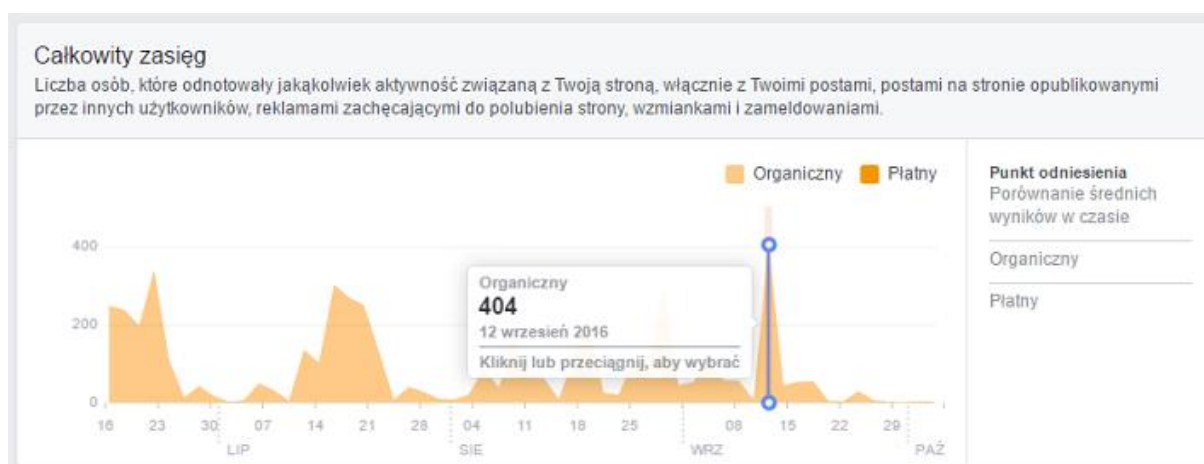 Całkowity zasięg
Liczba osób, które odnotowały jakąkolwiek aktywność związaną z Twoją stroną, włącznie z Twoimi postami, postami na stronie opublikowanymi
przez innych użytkowników, reklamami zachęcającymi do polubienia strony, wzmiankami i zameldowaniami.
Organiczny Płatny
Punkt odniesienia
Porównanie średnich
wyników w czasie
Organiczny
Płatny
400
200
0
Organiczny
404
12 wrzesień 2016
Kliknij lub przeciągnij, aby wybrać
16 23 30 07 14 21 28 04 11 18 25 08 15 22 29
LIP SIE WRZ PAŹ